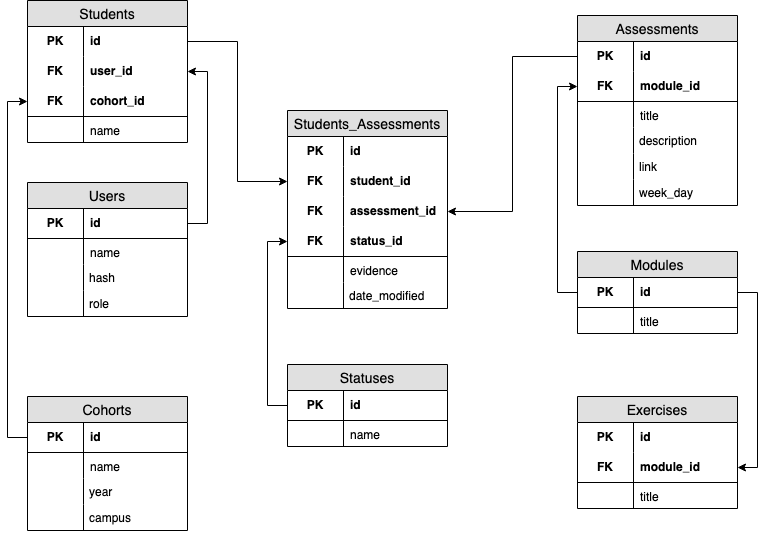 Students
PK id
FK user_id
FK cohort_id
name
Users
PK id
name
hash
role
Cohorts
PK id
name
year
campus
Students_Assessments
PK id
FK student_id
FK assessment_id
FK status_id
evidence
date_modified
Statuses
PK id
name
Assessments
PK id
FK module_id
title
description
link
week_day
Modules
PK id
title
Exercises
PK id
FK module_id
title